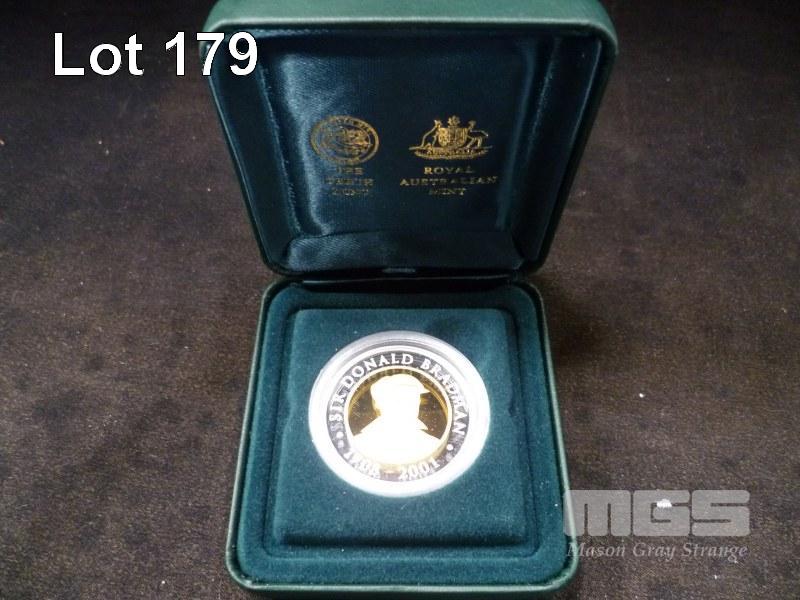 Lot 179
THE
PERTH
MINT
ROYAL
AUSTRALIAN
MINT
SIR DONALD BRADMAN
1908 - 2001
MGS
Mason Gray Strange